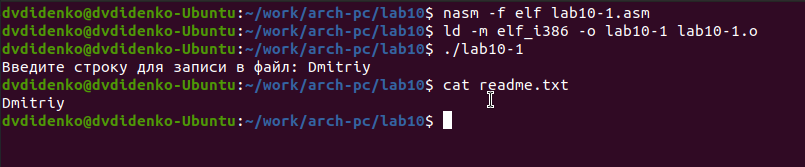 dvdidenko@dvdidenko-Ubuntu:~/work/arch-pc/lab10$ nasm -f elf lab10-1.asm
dvdidenko@dvdidenko-Ubuntu:~/work/arch-pc/lab10$ ld -m elf_i386 -o lab10-1 lab10-1.o
dvdidenko@dvdidenko-Ubuntu:~/work/arch-pc/lab10$ ./lab10-1
Введите строку для записи в файл: Dmitriy
dvdidenko@dvdidenko-Ubuntu:~/work/arch-pc/lab10$ cat readme.txt
Dmitriy
dvdidenko@dvdidenko-Ubuntu:~/work/arch-pc/lab10$